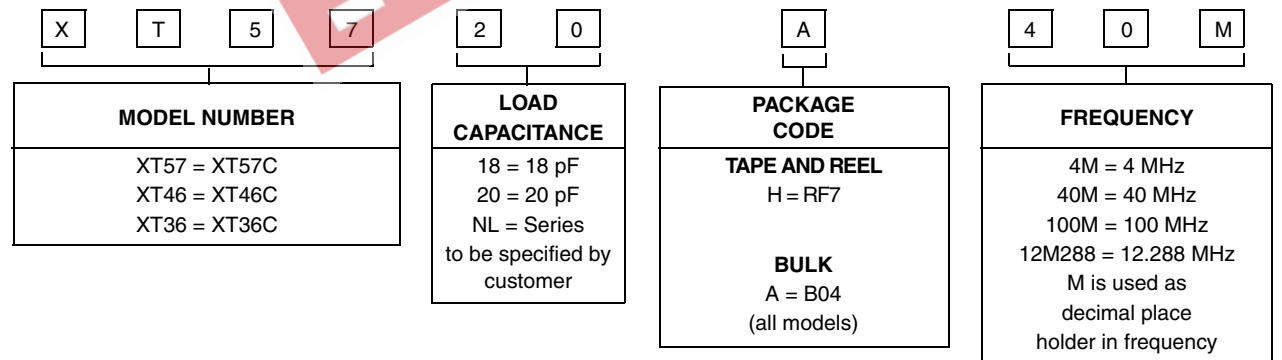 X T 5 7 2 0 A 4 0 M
MODEL NUMBER
XT57 = XT57C
XT46 = XT46C
XT36 = XT36C
LOAD
CAPACITANCE
18 = 18 pF
20 = 20 pF
NL = Series
to be specified by
customer
PACKAGE
CODE
TAPE AND REEL
H = RF7
BULK
A = B04
(all models)
FREQUENCY
4M = 4 MHz
40M = 40 MHz
100M = 100 MHz
12M288 = 12.288 MHz
M is used as
decimal place
holder in frequency